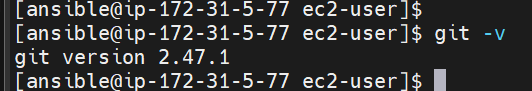 [ansible@ip-172-31-5-77 ec2-user]$
[ansible@ip-172-31-5-77 ec2-user]$ git -v
git version 2.47.1
[ansible@ip-172-31-5-77 ec2-user]$